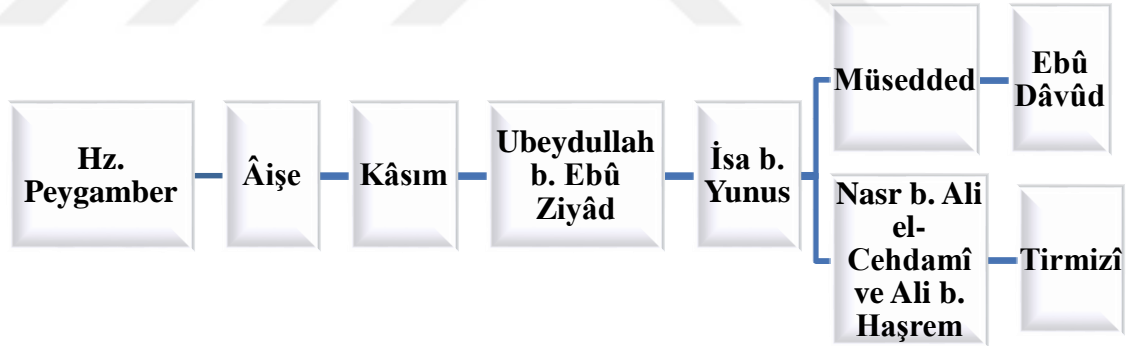 Hz.
Peygamber
Âişe
Kâsım
Ubeydullah
b. Ebû
Ziyâd
İsa b.
Yunus
Müsedded
Ebû
Dâvûd
Nasr b. Ali
el-
Cehdamî
ve Ali b.
Haşrem
Tirmizî